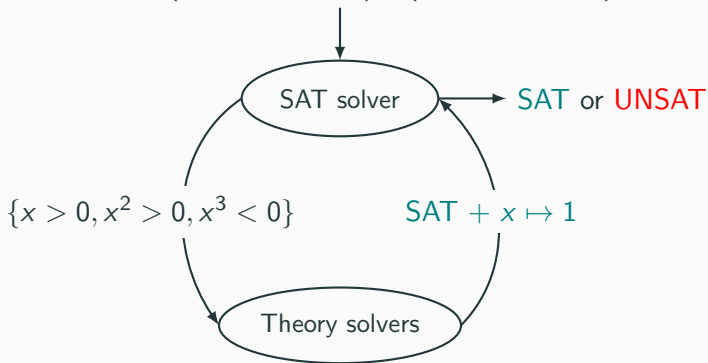 SAT solver
SAT or UNSAT
{x > 0, x² > 0, x³ < 0}
SAT + x ↦ 1
Theory solvers